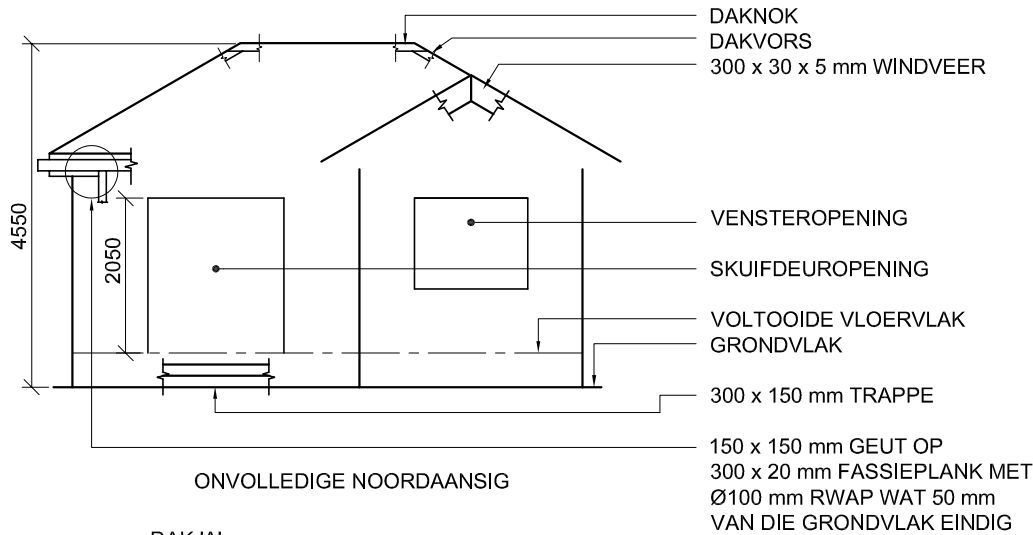 DAKNOK
DAKVORS
300 x 30 x 5 mm WINDVEER
4550
2050
VENSTEROPENING
SKUIFDEUROPENING
VOLTOOIDE VLOERVLAK
GRONDVLAK
300 x 150 mm TRAPPE
150 x 150 mm GEUT OP
300 x 20 mm FASSIEPLANK MET
Ø100 mm RWAP WAT 50 mm
VAN DIE GRONDVLAK EINDIG
ONVOLLEDIGE NOORDAANSIG